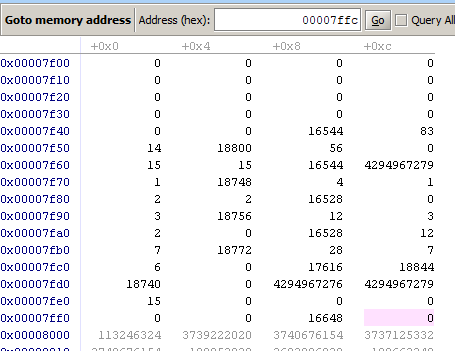 Goto memory address Address (hex): 00007ffc Go Query All
+0x0 +0x4 +0x8 +0xc
0x00007f00 0 0 0 0
0x00007f10 0 0 0 0
0x00007f20 0 0 0 0
0x00007f30 0 0 0 0
0x00007f40 0 0 16544 83
0x00007f50 14 18800 56 0
0x00007f60 15 15 16544 4294967279
0x00007f70 1 18748 4 1
0x00007f80 2 2 16528 0
0x00007f90 3 18756 12 3
0x00007fa0 2 0 16528 12
0x00007fb0 7 18772 28 7
0x00007fc0 6 0 17616 18844
0x00007fd0 18740 0 4294967276 4294967279
0x00007fe0 15 0 0 0
0x00007ff0 0 0 16648 0
0x00008000 113246324 3739222020 3740676154 3737125332